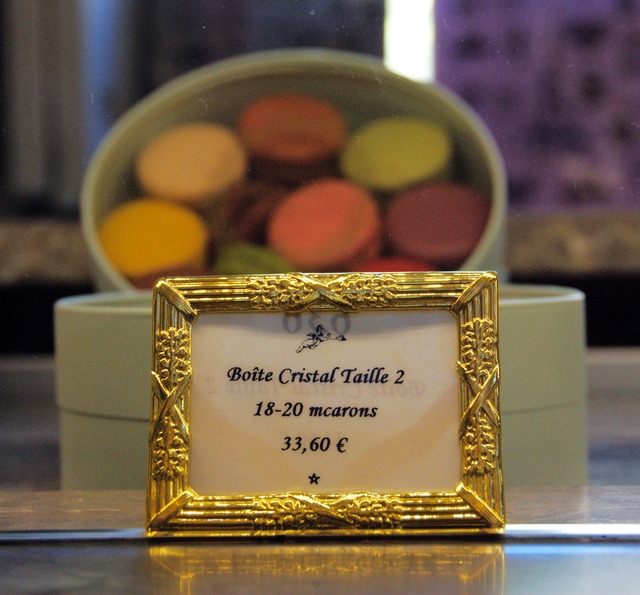 Boîte Cristal Taille 2
18-20 mcarons
33,60 €